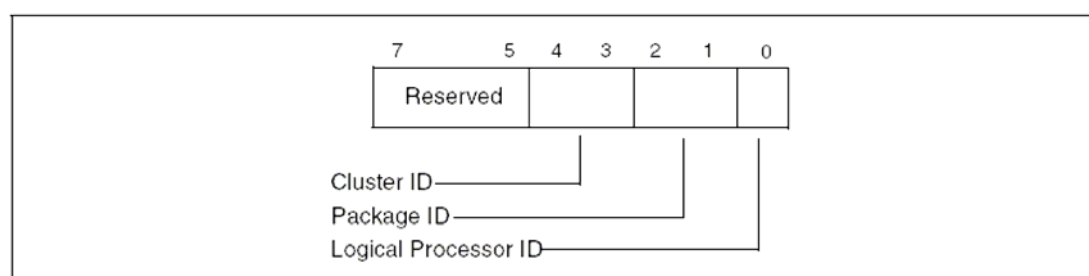 7 5 4 3 2 1 0
Reserved
Cluster ID
Package ID
Logical Processor ID